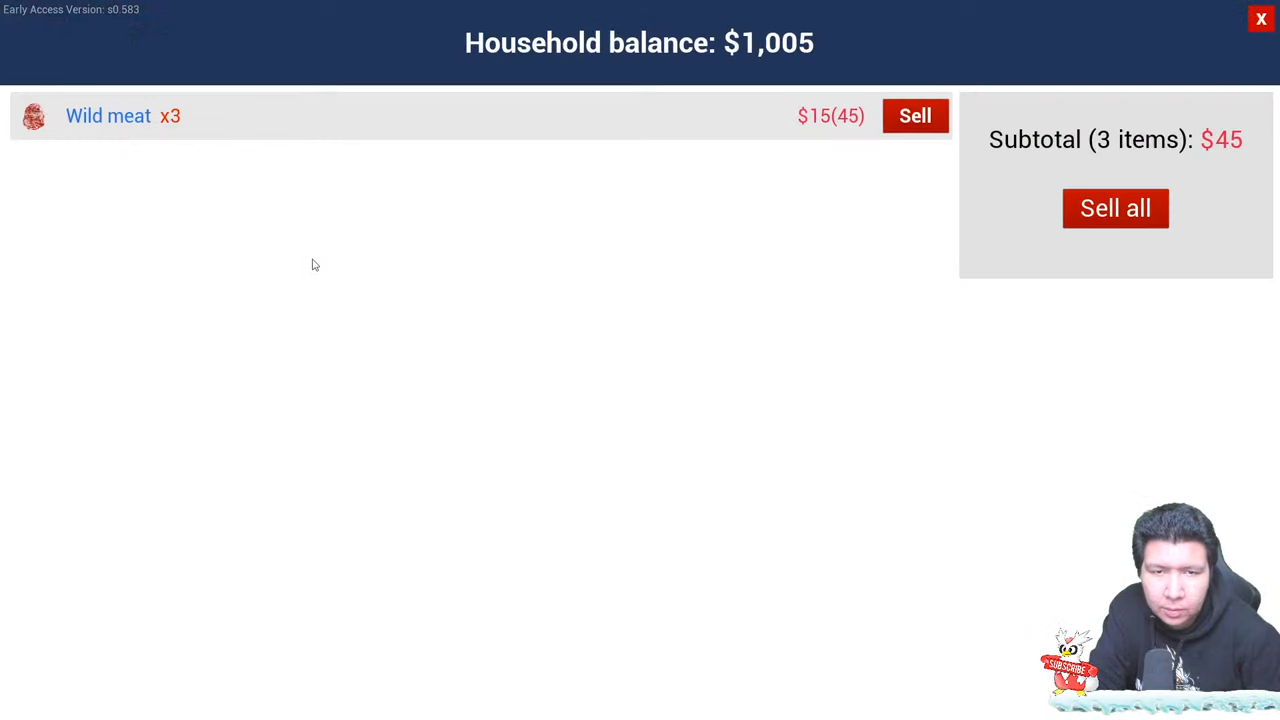 Early Access Version: s0.583
X
Household balance: $1,005
Wild meat x3 $15(45) Sell
Subtotal (3 items): $45
Sell all
SUBSCRIBE